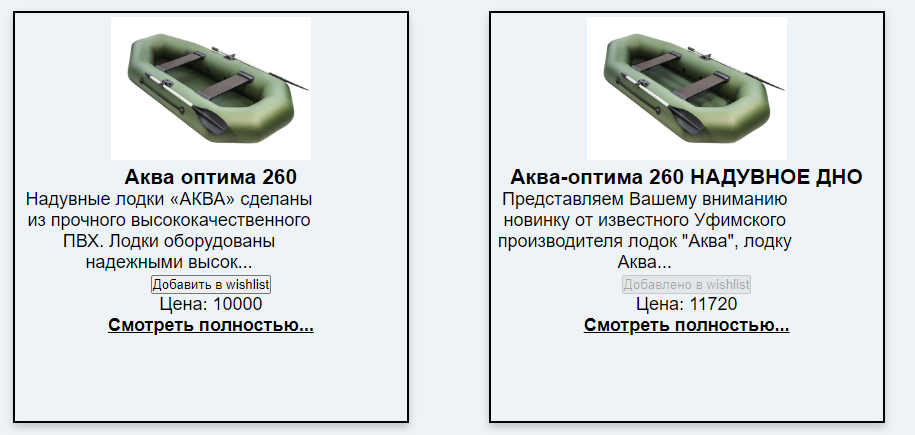 Аква оптима 260
Надувные лодки «АКВА» сделаны
из прочного высококачественного
ПВХ. Лодки оборудованы
надежными высок...
Добавить в wishlist
Цена: 10000
Смотреть полностью...
Аква-оптима 260 НАДУВНОЕ ДНО
Представляем Вашему вниманию
новинку от известного Уфимского
производителя лодок "Аква", лодку
Аква...
Добавлено в wishlist
Цена: 11720
Смотреть полностью...